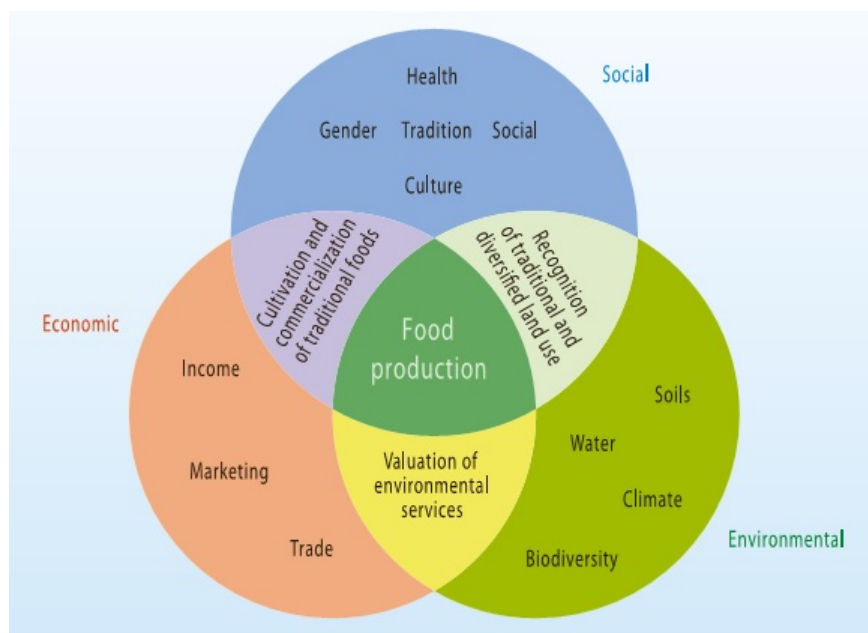 Health
Social
Gender Tradition Social
Culture
Cultivation and
commercialization
of traditional foods
Recognition
of traditional and
diversified land use
Economic
Food
production
Income
Soils
Water
Marketing
Valuation of
environmental
services
Climate
Trade
Biodiversity
Environmental